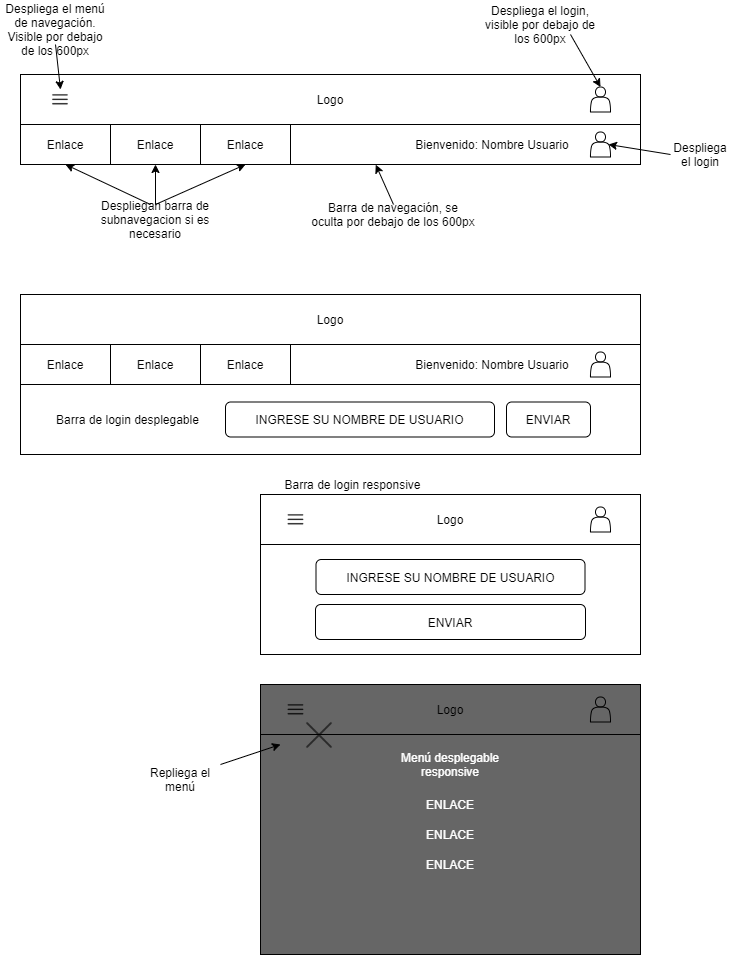 Despliega el menú
de navegación.
Visible por debajo
de los 600px
Despliega el login,
visible por debajo de
los 600px
Logo
Enlace
Enlace
Enlace
Bienvenido: Nombre Usuario
Despliega
el login
Despliegan barra de
subnavegacion si es
necesario
Barra de navegación, se
oculta por debajo de los 600px
Logo
Enlace
Enlace
Enlace
Bienvenido: Nombre Usuario
Barra de login desplegable
INGRESE SU NOMBRE DE USUARIO
ENVIAR
Barra de login responsive
Logo
INGRESE SU NOMBRE DE USUARIO
ENVIAR
Logo
Repliega el
menú
Menú desplegable
responsive
ENLACE
ENLACE
ENLACE